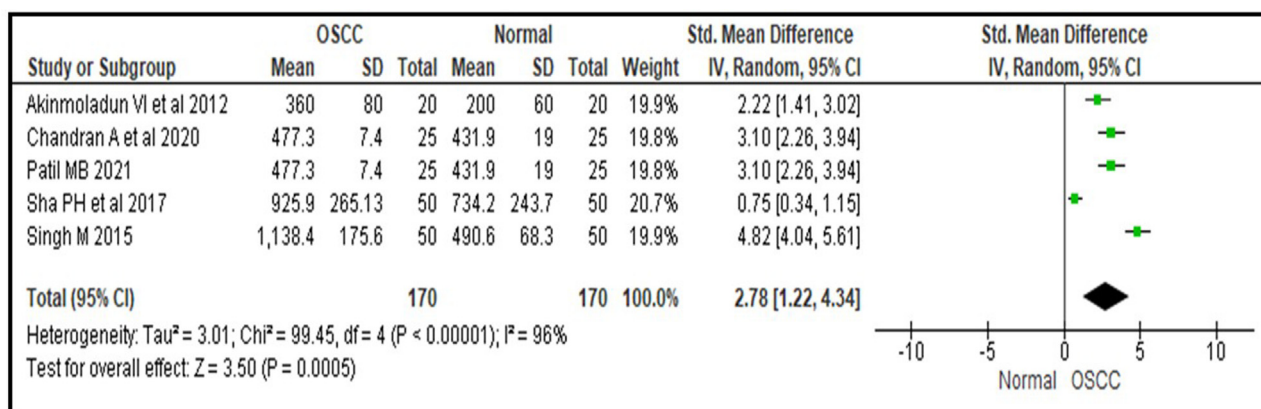 OSCC Normal Std. Mean Difference Std. Mean Difference
Study or Subgroup Mean SD Total Mean SD Total Weight IV, Random, 95% CI IV, Random, 95% CI
Akinmoladun VI et al 2012 360 80 20 200 60 20 19.9% 2.22 [1.41, 3.02]
Chandran A et al 2020 477.3 7.4 25 431.9 19 25 19.8% 3.10 [2.26, 3.94]
Patil MB 2021 477.3 7.4 25 431.9 19 25 19.8% 3.10 [2.26, 3.94]
Sha PH et al 2017 925.9 265.13 50 734.2 243.7 50 20.7% 0.75 [0.34, 1.15]
Singh M 2015 1,138.4 175.6 50 490.6 68.3 50 19.9% 4.82 [4.04, 5.61]
Total (95% CI) 170 170 100.0% 2.78 [1.22, 4.34]
Heterogeneity: Tau² = 3.01; Chi² = 99.45, df = 4 (P < 0.00001); I² = 96%
Test for overall effect: Z = 3.50 (P = 0.0005)
-10 -5 0 5 10
Normal OSCC